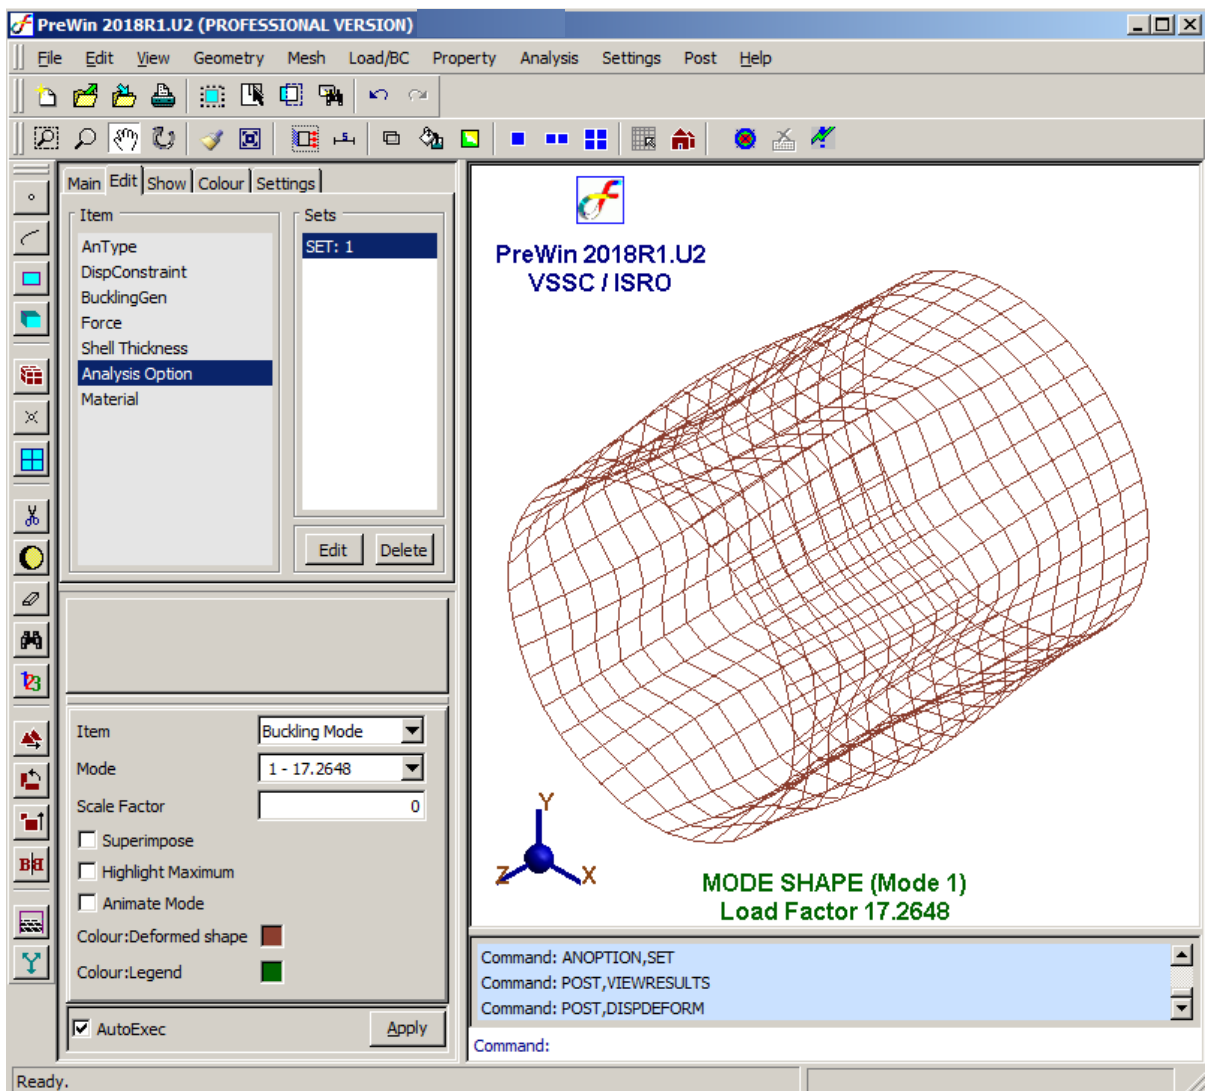 PreWin 2018R1.U2 (PROFESSIONAL VERSION)
File Edit View Geometry Mesh Load/BC Property Analysis Settings Post Help
Main Edit Show Colour Settings
Item
AnType
DispConstraint
BucklingGen
Force
Shell Thickness
Analysis Option
Material
Sets
SET: 1
Edit Delete
123
B B
Item Buckling Mode
Mode 1 - 17.2648
Scale Factor 0
Superimpose
Highlight Maximum
Animate Mode
Colour:Deformed shape
Colour:Legend
AutoExec Apply
PreWin 2018R1.U2
VSSC / ISRO
Y
Z X
MODE SHAPE (Mode 1)
Load Factor 17.2648
Command: ANOPTION,SET
Command: POST,VIEWRESULTS
Command: POST,DISPDEFORM
Command:
Ready.